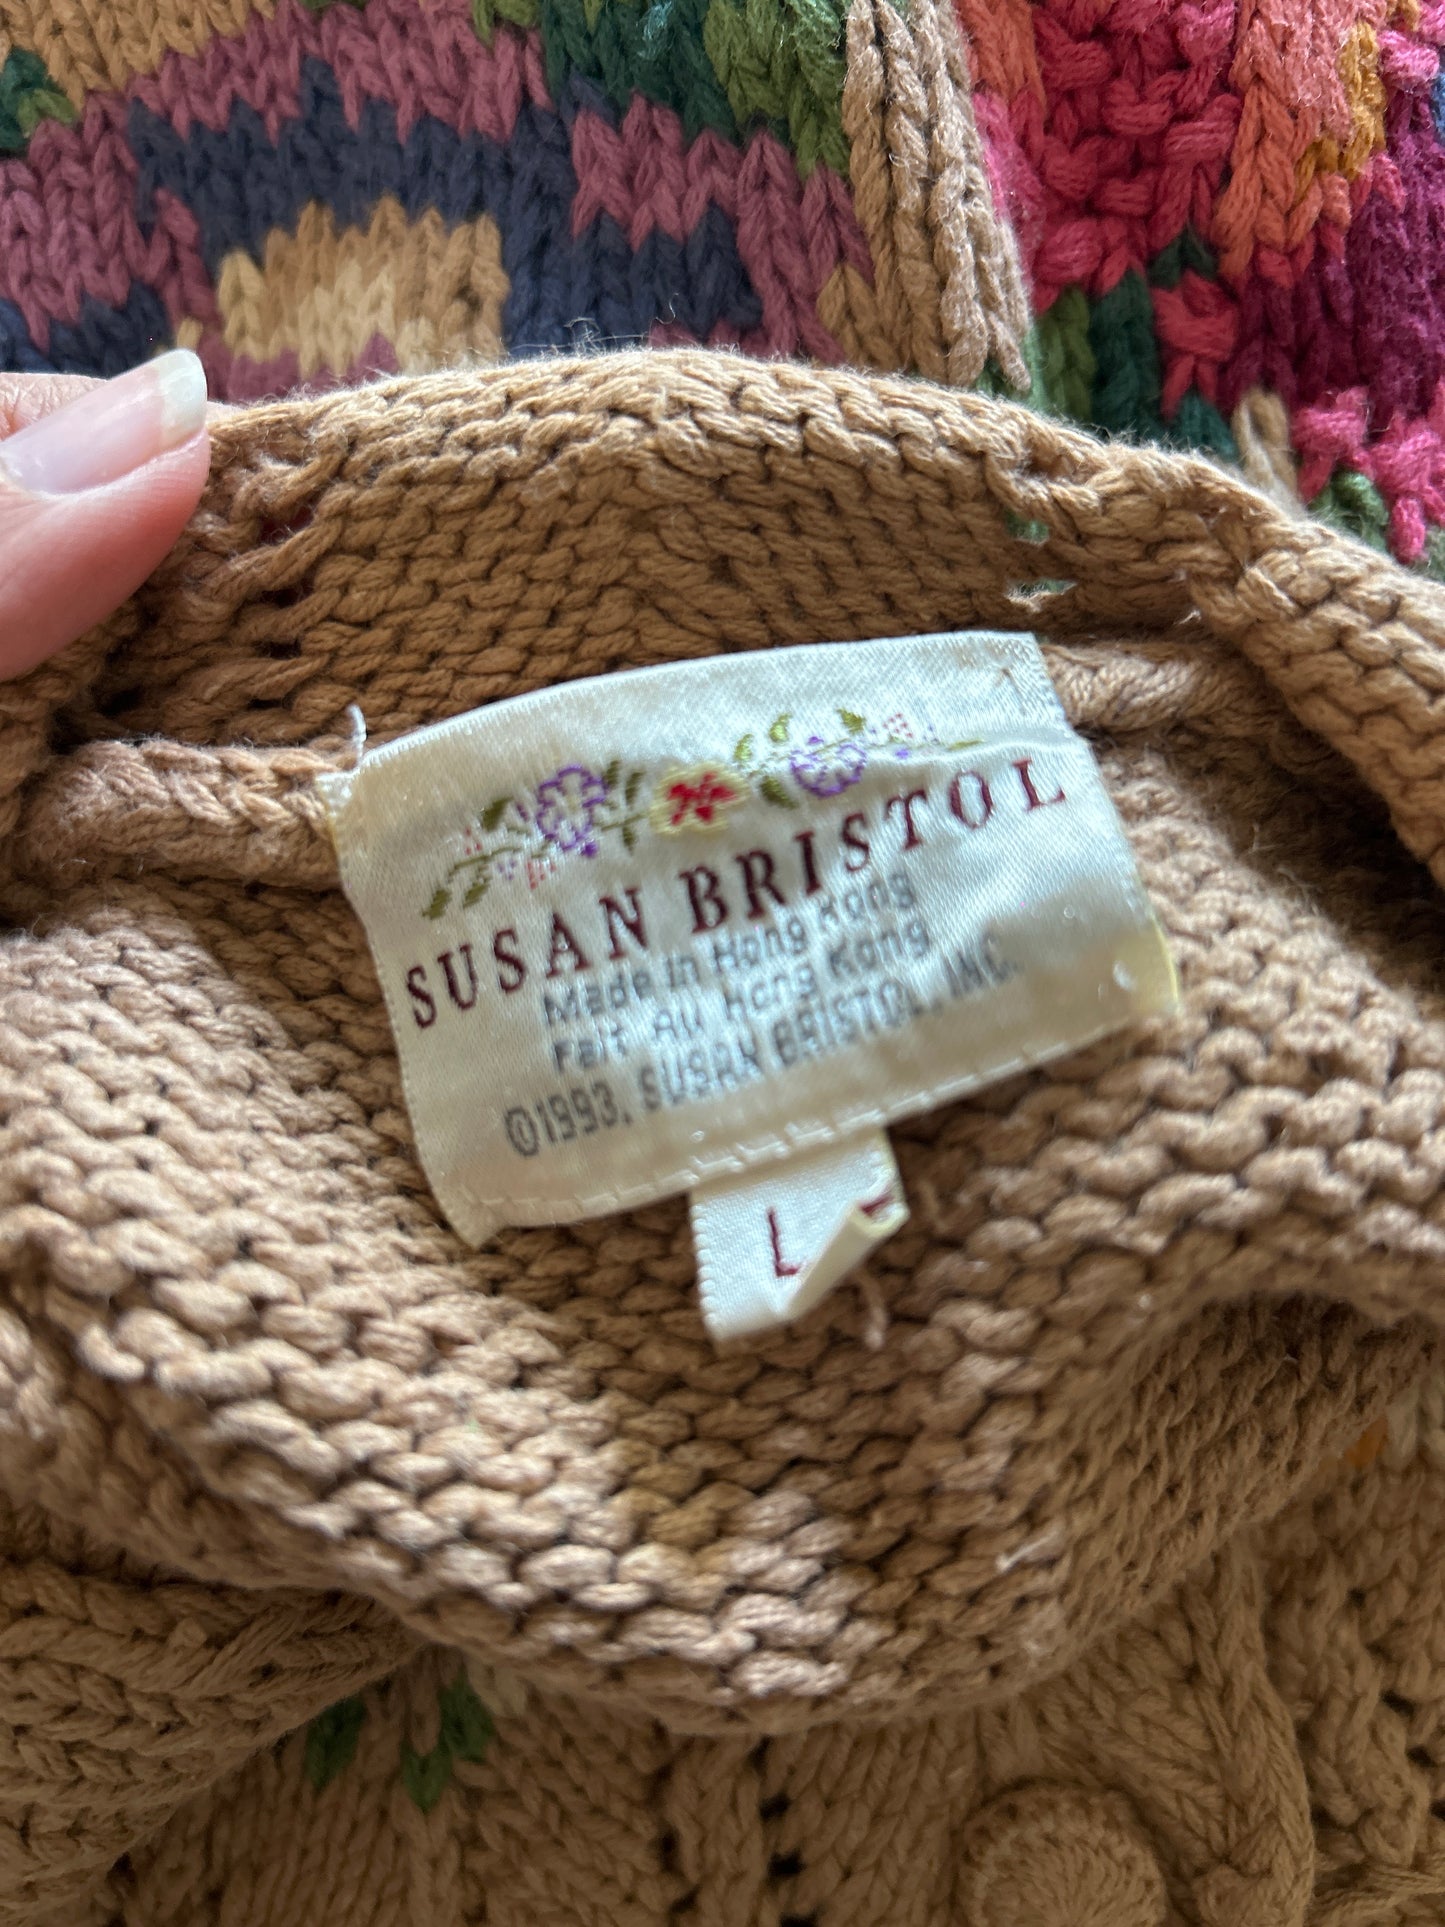 SUSAN BRISTOL
Made In Hong Kong
Fait Au Hong Kong
©1993, SUSAN BRISTOL, INC.
L